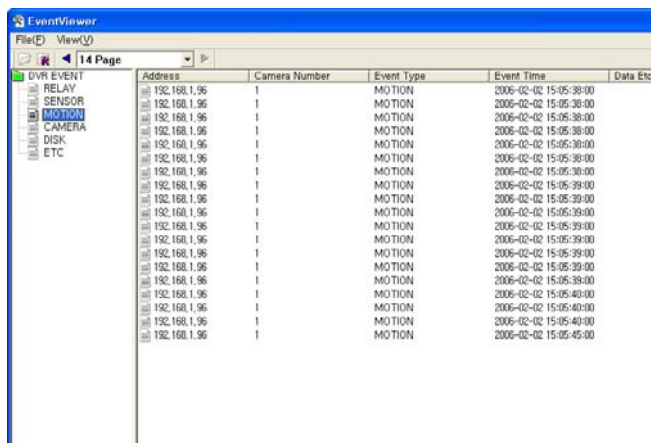 EventViewer
File(F) View(V)
14 Page
DVR EVENT
RELAY
SENSOR
MOTION
CAMERA
DISK
ETC
Address Camera Number Event Type Event Time Data Etc
192,168,1,96 1 MOTION 2006-02-02 15:05:38:00
192,168,1,96 1 MOTION 2006-02-02 15:05:38:00
192,168,1,96 1 MOTION 2006-02-02 15:05:38:00
192,168,1,96 1 MOTION 2006-02-02 15:05:38:00
192,168,1,96 1 MOTION 2006-02-02 15:05:38:00
192,168,1,96 1 MOTION 2006-02-02 15:05:38:00
192,168,1,96 1 MOTION 2006-02-02 15:05:38:00
192,168,1,96 1 MOTION 2006-02-02 15:05:39:00
192,168,1,96 1 MOTION 2006-02-02 15:05:39:00
192,168,1,96 1 MOTION 2006-02-02 15:05:39:00
192,168,1,96 1 MOTION 2006-02-02 15:05:39:00
192,168,1,96 1 MOTION 2006-02-02 15:05:39:00
192,168,1,96 1 MOTION 2006-02-02 15:05:39:00
192,168,1,96 1 MOTION 2006-02-02 15:05:39:00
192,168,1,96 1 MOTION 2006-02-02 15:05:39:00
192,168,1,96 1 MOTION 2006-02-02 15:05:40:00
192,168,1,96 1 MOTION 2006-02-02 15:05:40:00
192,168,1,96 1 MOTION 2006-02-02 15:05:40:00
192,168,1,96 1 MOTION 2006-02-02 15:05:45:00